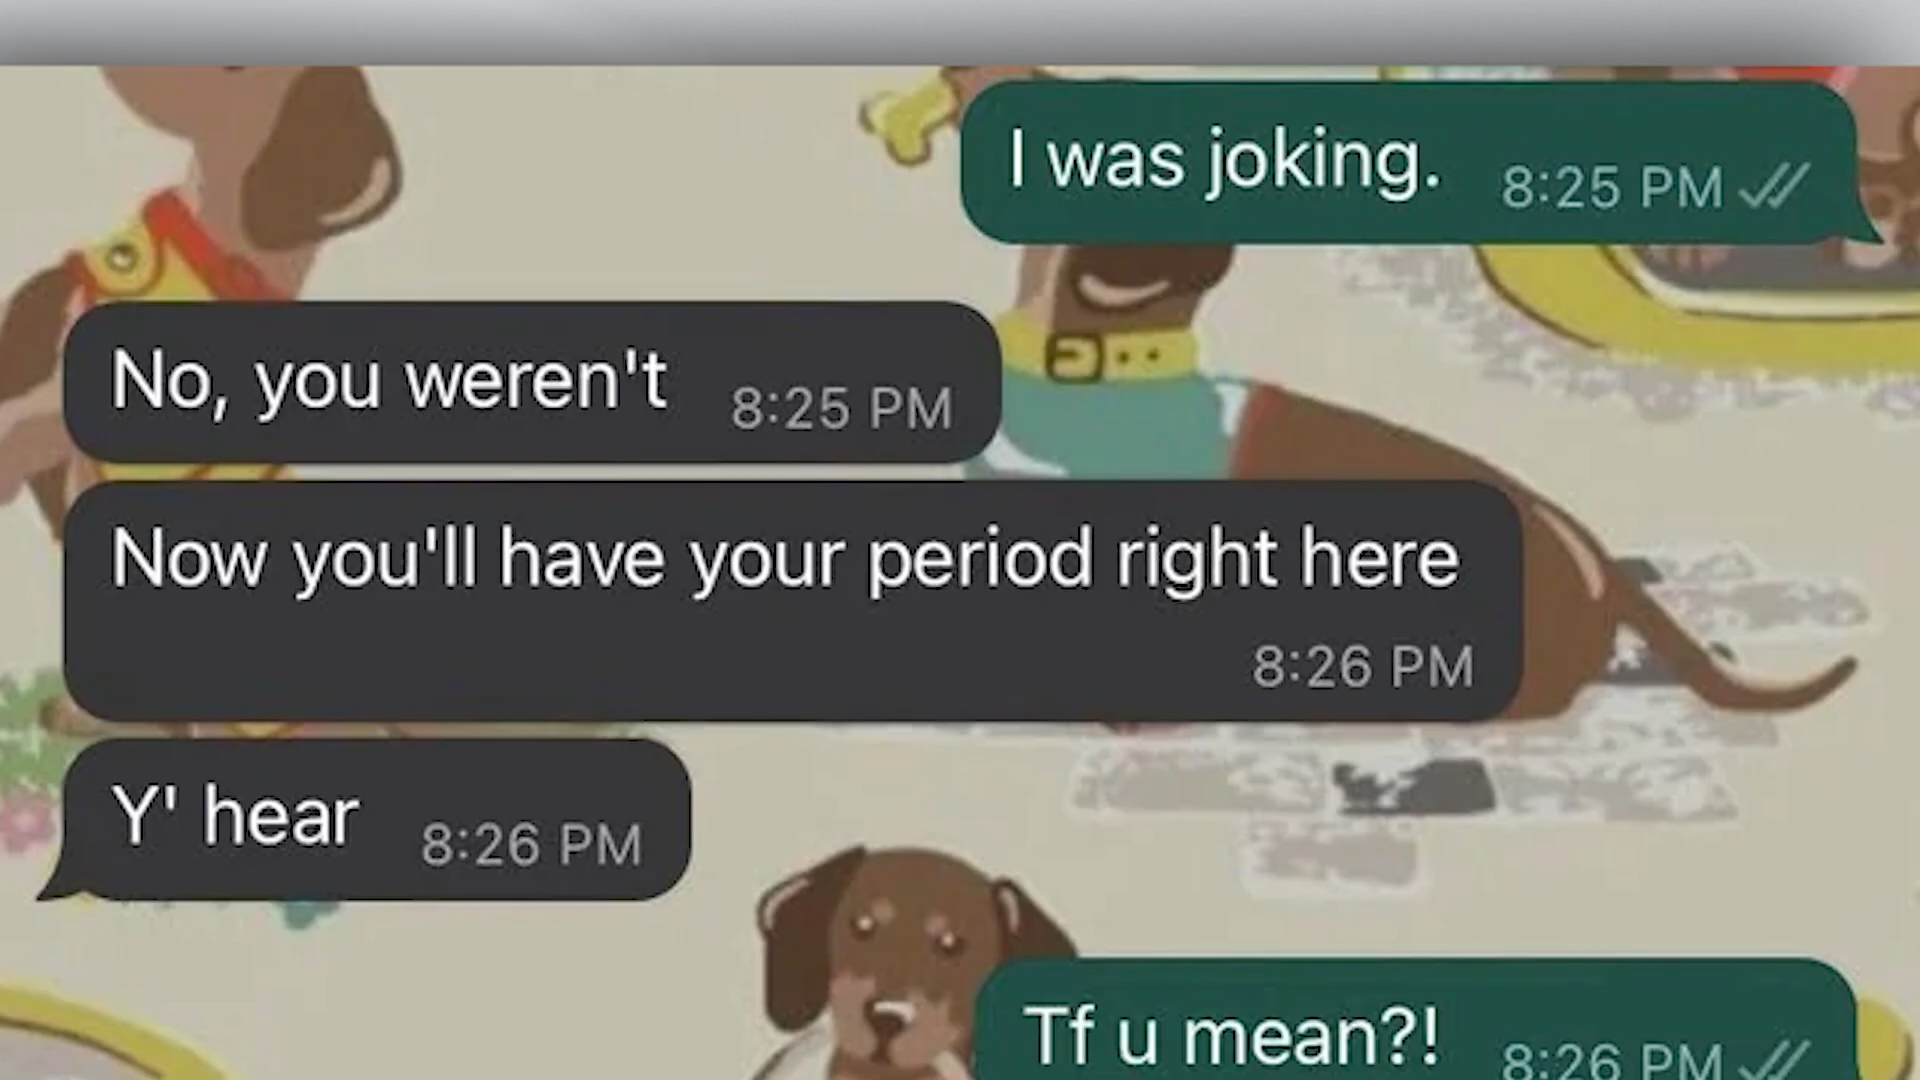 I was joking. 8:25 PM
No, you weren't 8:25 PM
Now you'll have your period right here
8:26 PM
Y' hear 8:26 PM
Tf u mean?! 8:26 PM